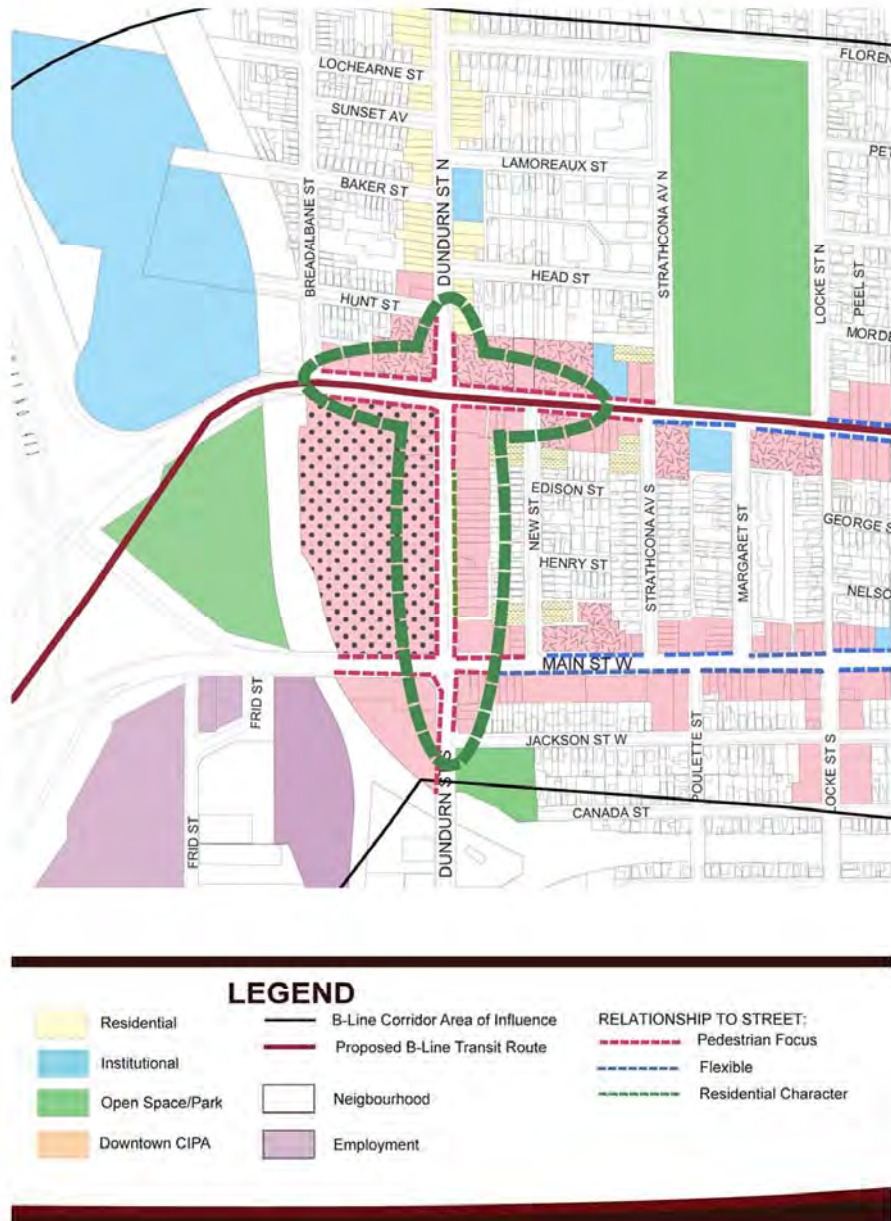 FLOREN
LOCHEARNE ST
SUNSET AV
LAMOREAUX ST
PET
BAKER ST
BREADALBANE ST
DUNDURN ST N
STRATHCONA AV N
LOCKE ST N
PEEL ST
HEAD ST
HUNT ST
MORDE
EDISON ST
NEW ST
HENRY ST
STRATHCONA AV S
MARGARET ST
GEORGE S
NELSO
MAIN ST W
FRID ST
JACKSON ST W
POULETTE ST
LOCKE ST S
CANADA ST
DUNDURN ST S
FRID ST
LEGEND
Residential
Institutional
Open Space/Park
Downtown CIPA
B-Line Corridor Area of Influence
Proposed B-Line Transit Route
Neigbourhood
Employment
RELATIONSHIP TO STREET:
Pedestrian Focus
Flexible
Residential Character